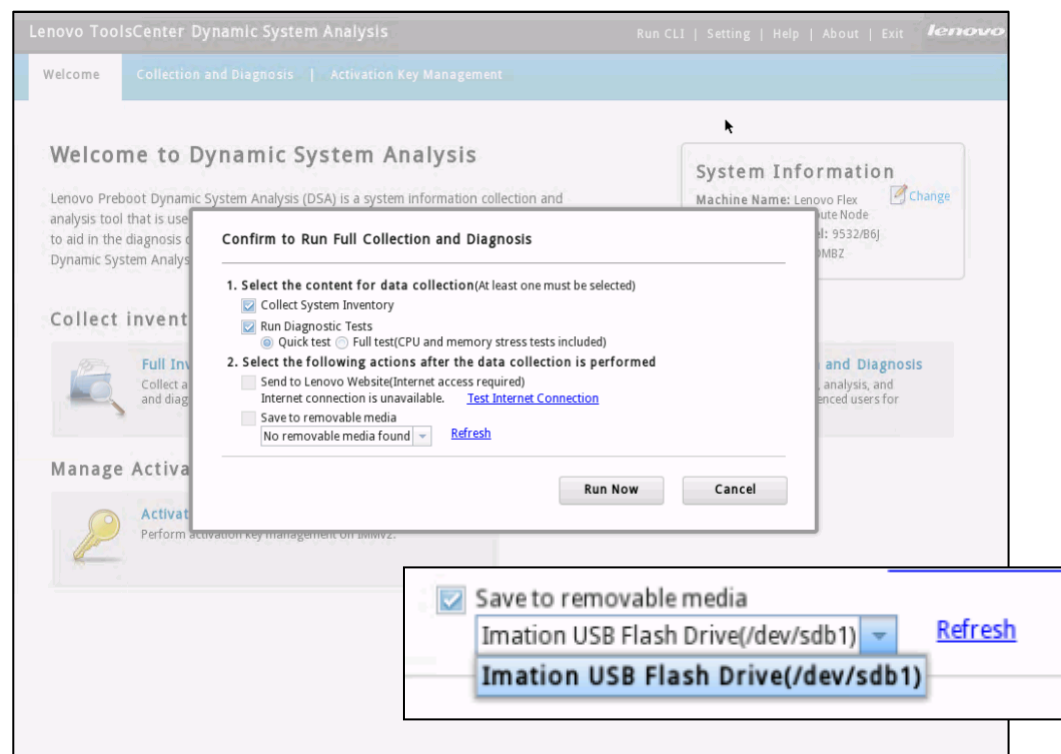 Lenovo ToolsCenter Dynamic System Analysis
Run CLI | Setting | Help | About | Exit lenovo
Welcome Collection and Diagnosis | Activation Key Management
Welcome to Dynamic System Analysis
Lenovo Preboot Dynamic System Analysis (DSA) is a system information collection and
analysis tool that is use
to aid in the diagnosis
Dynamic System Analys
System Information
Machine Name: Lenovo Flex
Change
ute Node
el: 9532/B6J
MBZ
Confirm to Run Full Collection and Diagnosis
1. Select the content for data collection(At least one must be selected)
Collect System Inventory
Run Diagnostic Tests
Quick test Full test(CPU and memory stress tests included)
2. Select the following actions after the data collection is performed
Send to Lenovo Website(Internet access required)
Internet connection is unavailable. Test Internet Connection
Save to removable media
No removable media found Refresh
Run Now Cancel
Collect invent
Full Inv
Collect a
and diag
and Diagnosis
, analysis, and
enced users for
Manage Activa
Activat
Perform activation key management on IMMv2.
Save to removable media
Imation USB Flash Drive(/dev/sdb1) Refresh
Imation USB Flash Drive(/dev/sdb1)